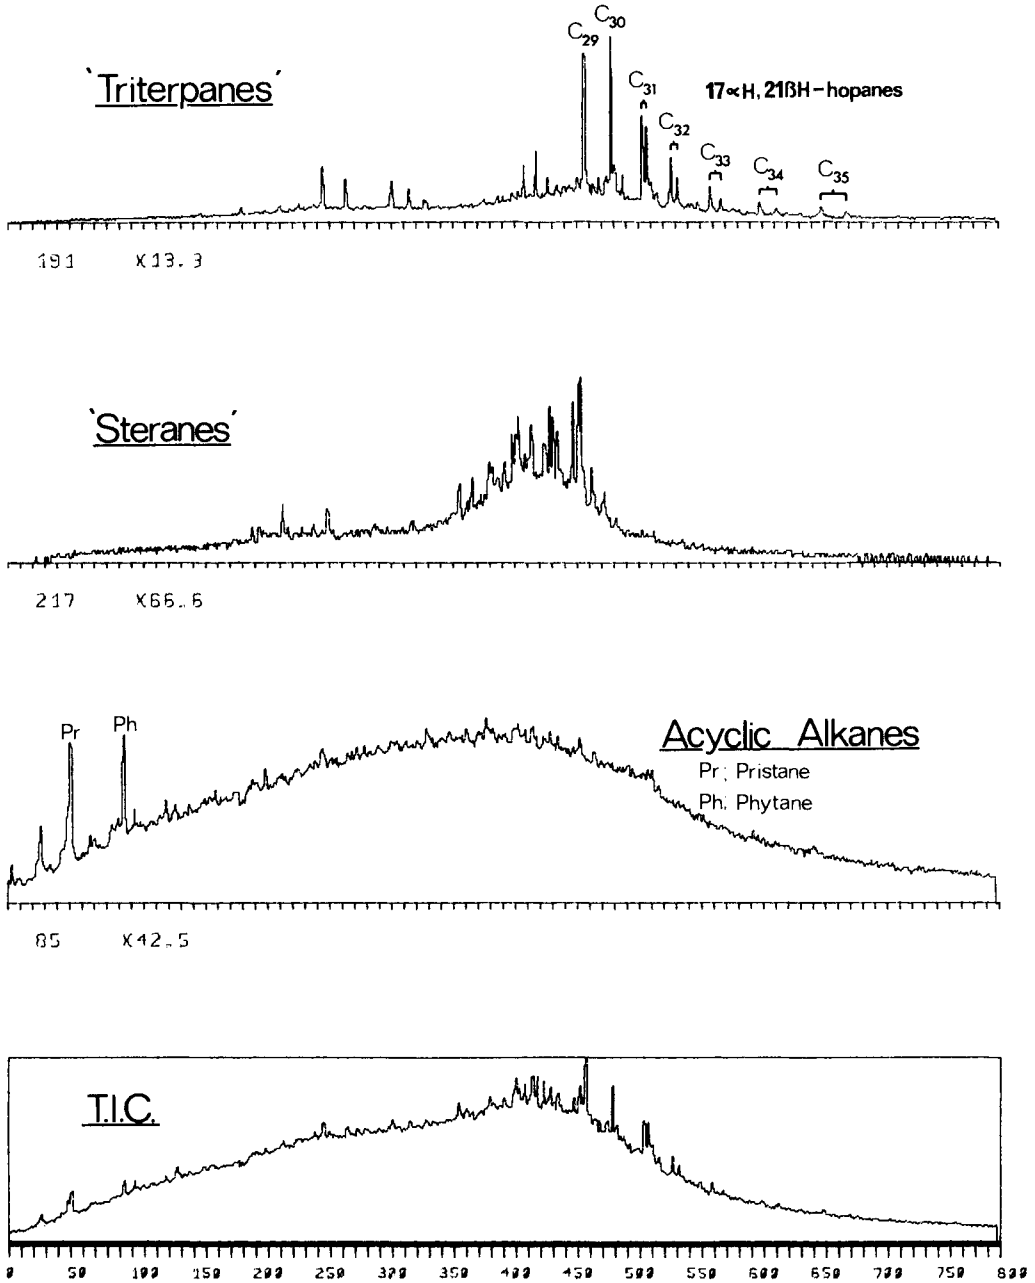 'Triterpanes'
C₂₉
C₃₀
C₃₁
C₃₂
C₃₃
C₃₄
C₃₅
17∝H, 21βH-hopanes
191 X13.3
'Steranes'
217 X66.6
Pr
Ph
Acyclic Alkanes
Pr; Pristane
Ph; Phytane
85 X42.5
T.I.C.
0 50 100 150 200 250 300 350 400 450 500 550 600 650 700 750 800